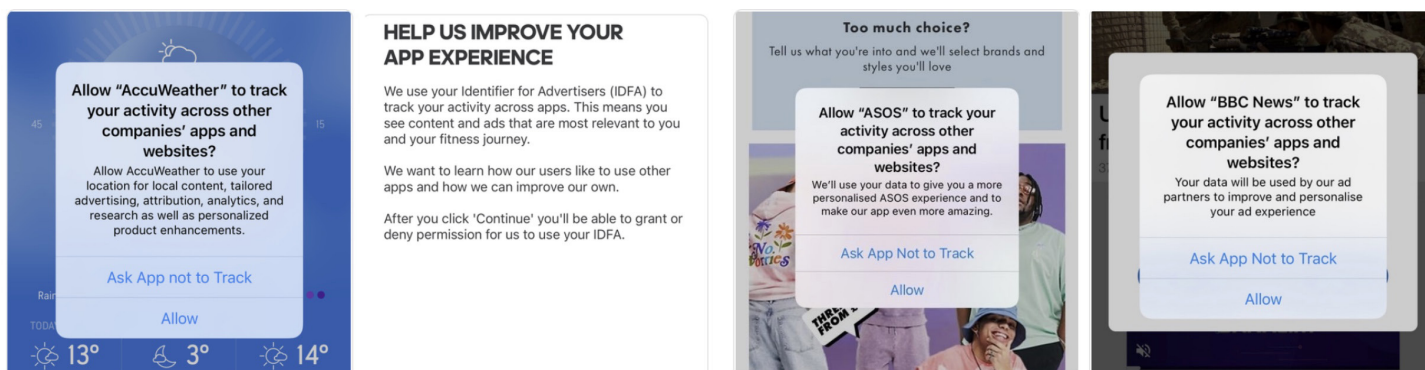 45
15
Allow “AccuWeather” to track
your activity across other
companies’ apps and
websites?
Allow AccuWeather to use your
location for local content, tailored
advertising, attribution, analytics, and
research as well as personalized
product enhancements.
Ask App not to Track
Allow
Rain
TODA
13°
3°
14°
HELP US IMPROVE YOUR
APP EXPERIENCE
We use your Identifier for Advertisers (IDFA) to
track your activity across apps. This means you
see content and ads that are most relevant to you
and your fitness journey.
We want to learn how our users like to use other
apps and how we can improve our own.
After you click 'Continue' you'll be able to grant or
deny permission for us to use your IDFA.
Too much choice?
Tell us what you're into and we'll select brands and
styles you'll love
Allow “ASOS” to track your
activity across other
companies’ apps and
websites?
We’ll use your data to give you a more
personalised ASOS experience and to
make our app even more amazing.
Ask App Not to Track
Allow
No.
THRE
FROM
Allow “BBC News” to track
your activity across other
companies’ apps and
websites?
Your data will be used by our ad
partners to improve and personalise
your ad experience
Ask App Not to Track
Allow